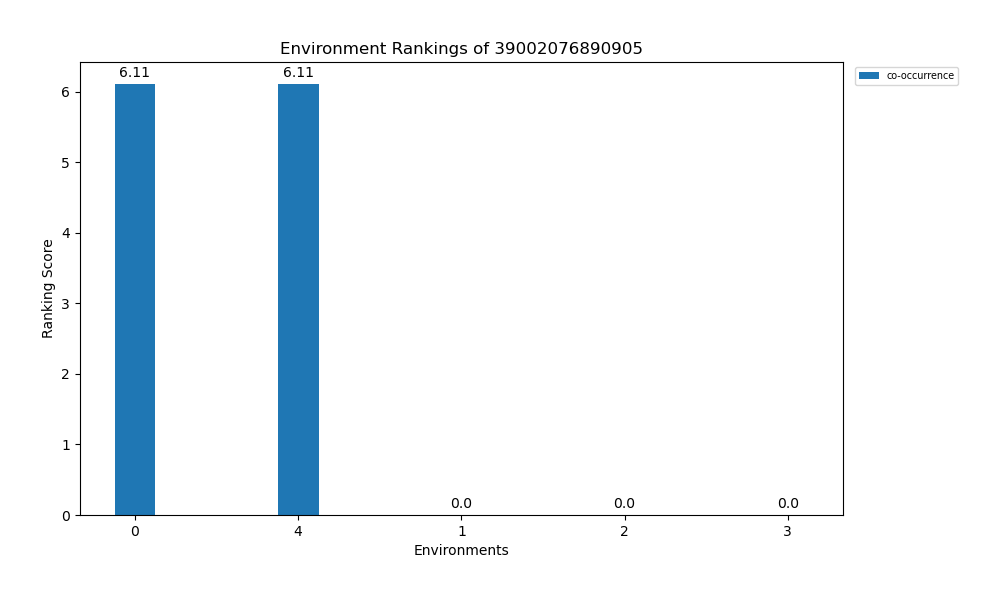 Environment Rankings of 39002076890905
6.11 6.11 0.0 0.0 0.0
co-occurrence
Ranking Score
6
5
4
3
2
1
0
0 4 1 2 3
Environments